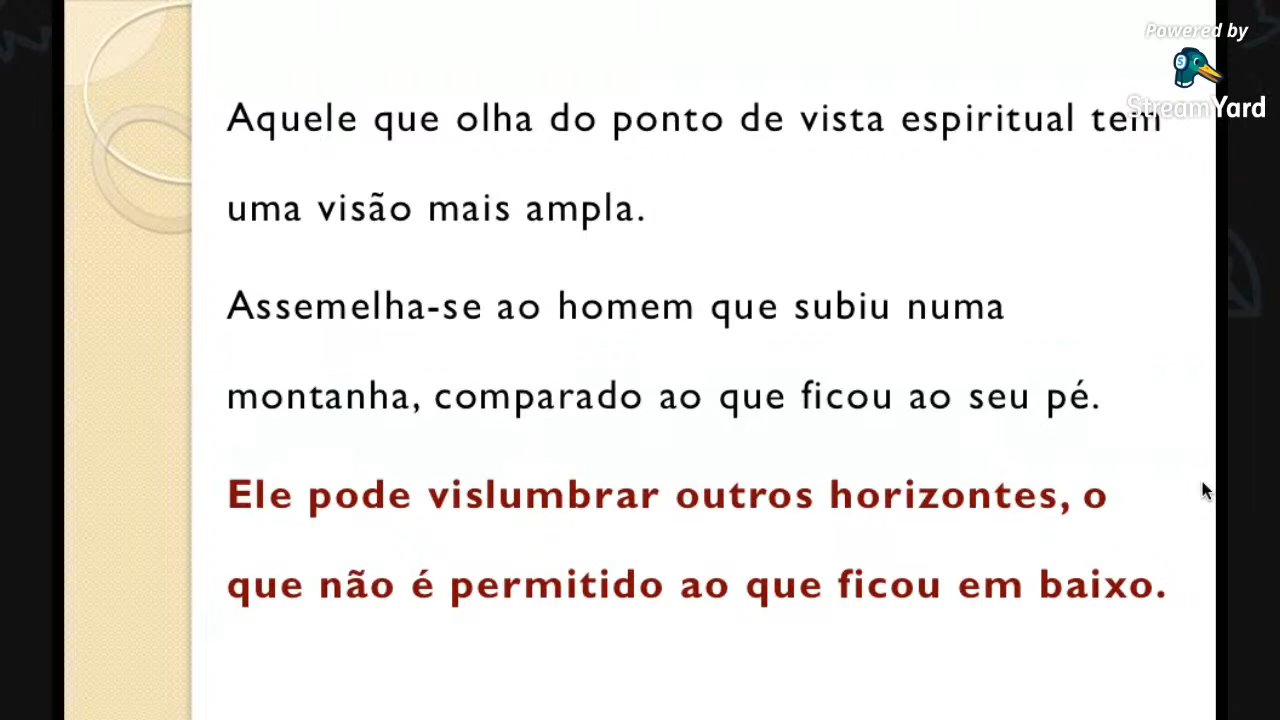 Powered by
StreamYard
Aquele que olha do ponto de vista espiritual tem
uma visão mais ampla.
Assemelha-se ao homem que subiu numa
montanha, comparado ao que ficou ao seu pé.
Ele pode vislumbrar outros horizontes, o
que não é permitido ao que ficou em baixo.